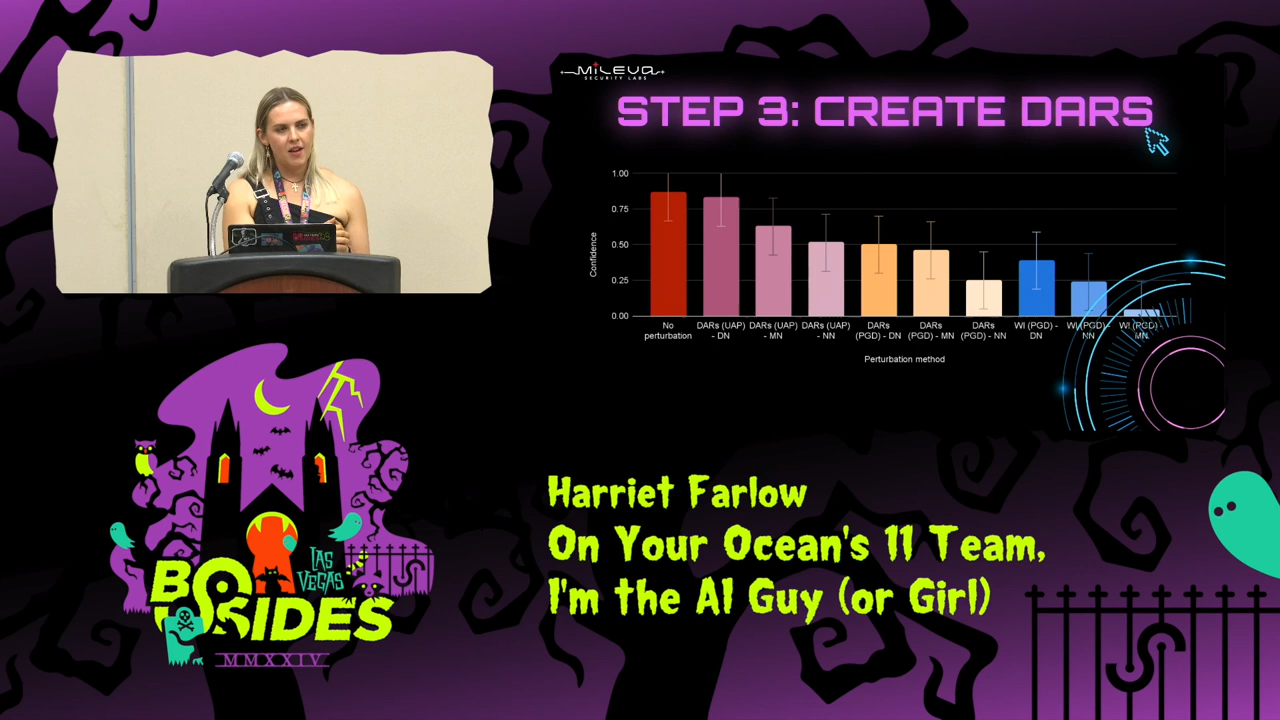 MiLEVA
SECURITY LABS
STEP 3: CREATE DARS
1.00
0.75
0.50
0.25
0.00
Confidence
No perturbation
DARs (UAP) - DN
DARs (UAP) - MN
DARs (UAP) - NN
DARs (PGD) - DN
DARs (PGD) - MN
DARs (PGD) - NN
WI (PGD) - DN
WI (PGD) - NN
WI (PGD) - MN
Perturbation method
Harriet Farlow
On Your Ocean's 11 Team,
I'm the AI Guy (or Girl)
LAS
VEGAS
BSIDES
MMXXIV